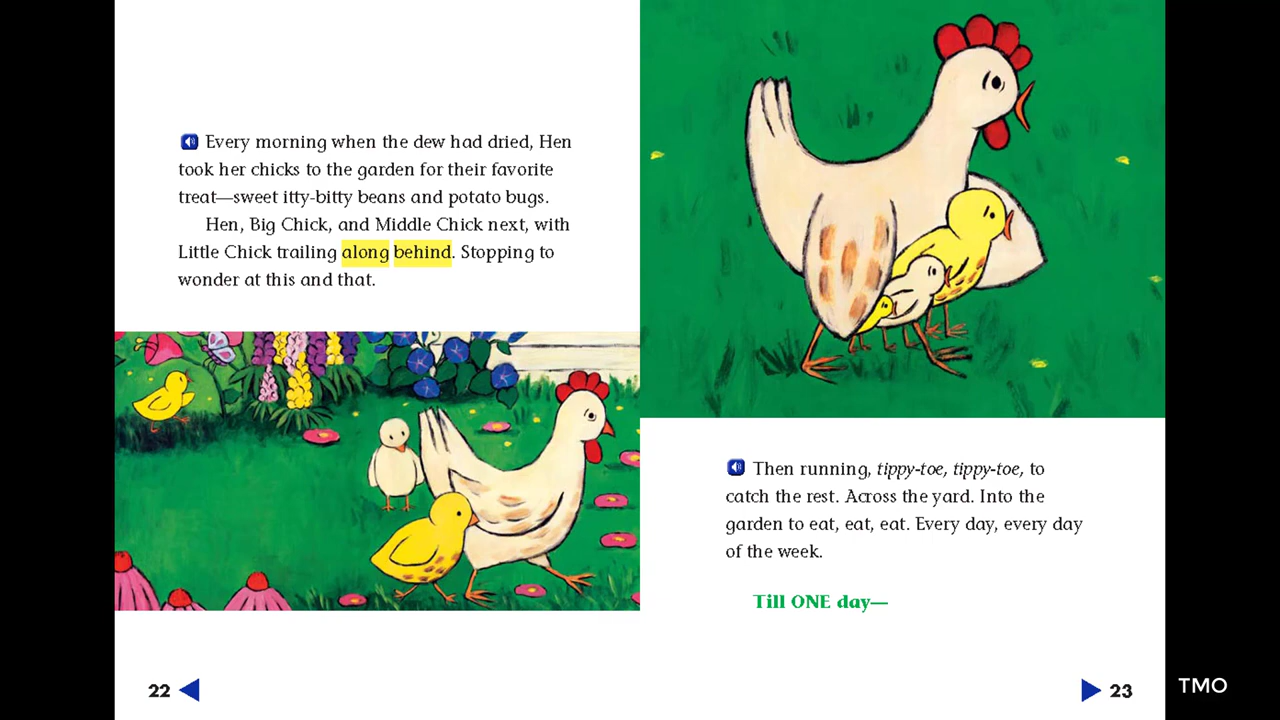 Every morning when the dew had dried, Hen
took her chicks to the garden for their favorite
treat—sweet itty-bitty beans and potato bugs.
Hen, Big Chick, and Middle Chick next, with
Little Chick trailing along behind. Stopping to
wonder at this and that.
22
Then running, tippy-toe, tippy-toe, to
catch the rest. Across the yard. Into the
garden to eat, eat, eat. Every day, every day
of the week.
Till ONE day—
23
TMO